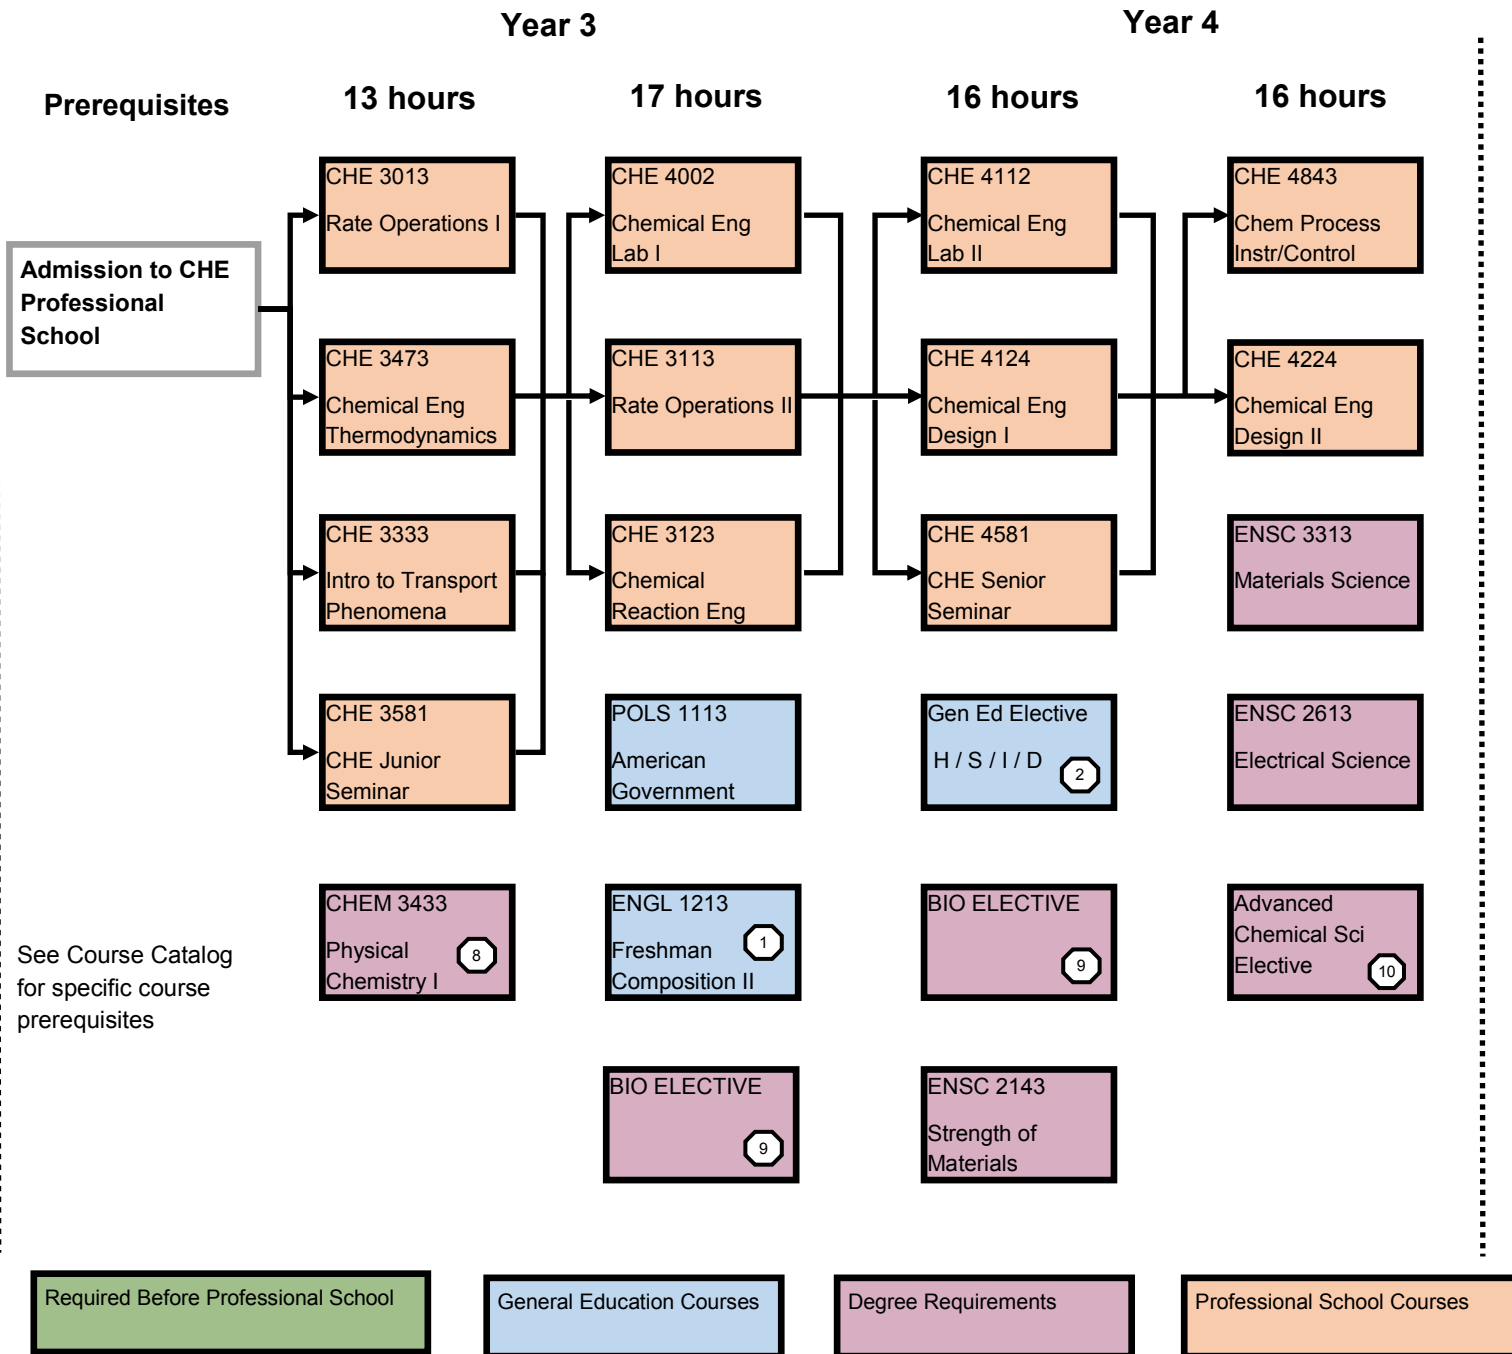 Year 3
Year 4
Prerequisites
13 hours
17 hours
16 hours
16 hours
Admission to CHE
Professional
School
CHE 3013
Rate Operations I
CHE 4002
Chemical Eng
Lab I
CHE 4112
Chemical Eng
Lab II
CHE 4843
Chem Process
Instr/Control
CHE 3473
Chemical Eng
Thermodynamics
CHE 3113
Rate Operations II
CHE 4124
Chemical Eng
Design I
CHE 4224
Chemical Eng
Design II
CHE 3333
Intro to Transport
Phenomena
CHE 3123
Chemical
Reaction Eng
CHE 4581
CHE Senior
Seminar
ENSC 3313
Materials Science
CHE 3581
CHE Junior
Seminar
POLS 1113
American
Government
Gen Ed Elective
H / S / I / D
2
ENSC 2613
Electrical Science
See Course Catalog
for specific course
prerequisites
CHEM 3433
Physical
Chemistry I
8
ENGL 1213
Freshman
Composition II
1
BIO ELECTIVE
9
Advanced
Chemical Sci
Elective
10
BIO ELECTIVE
9
ENSC 2143
Strength of
Materials
Required Before Professional School
General Education Courses
Degree Requirements
Professional School Courses